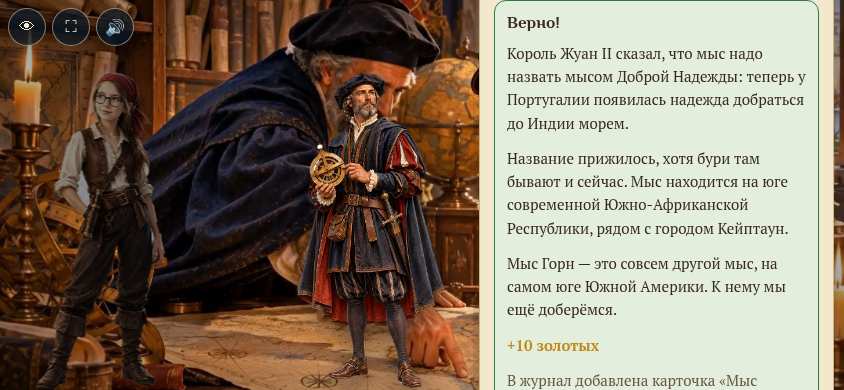 Верно!
Король Жуан II сказал, что мыс надо
назвать мысом Доброй Надежды: теперь у
Португалии появилась надежда добраться
до Индии морем.
Название прижилось, хотя бури там
бывают и сейчас. Мыс находится на юге
современной Южно-Африканской
Республики, рядом с городом Кейптаун.
Мыс Горн — это совсем другой мыс, на
самом юге Южной Америки. К нему мы
ещё доберёмся.
+10 золотых
В журнал добавлена карточка «Мыс